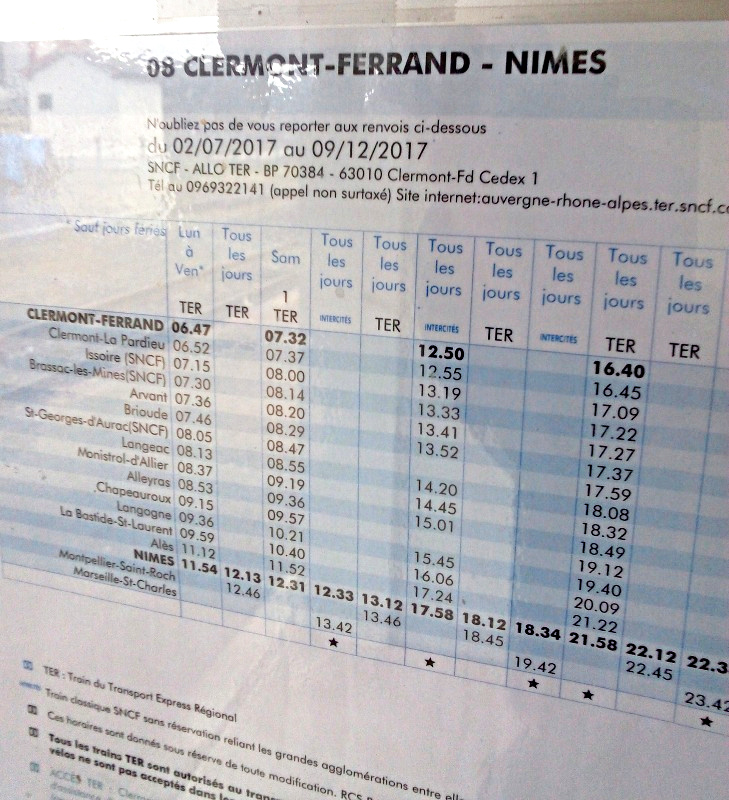 08 CLERMONT-FERRAND - NIMES
N'oubliez pas de vous reporter aux renvois ci-dessous
du 02/07/2017 au 09/12/2017
SNCF - ALLO TER - BP 70384 - 63010 Clermont-Fd Cedex 1
Tél au 0969322141 (appel non surtaxé) Site internet:auvergne-rhone-alpes.ter.sncf.c
* Sauf jours fériés Lun à Ven* Tous les jours Sam Tous les jours Tous les jours Tous les jours Tous les jours Tous les jours Tous les jours Tous les jours
1
TER TER TER INTERCITÉS TER INTERCITÉS TER INTERCITÉS TER TER
CLERMONT-FERRAND 06.47 07.32 12.50 16.40
Clermont-La Pardieu 06.52 07.37 12.55 16.45
Issoire (SNCF) 07.15 08.00 13.19 17.09
Brassac-les-Mines(SNCF) 07.30 08.14 13.33 17.22
Arvant 07.36 08.20 13.41 17.27
Brioude 07.46 08.29 13.52 17.37
St-Georges-d'Aurac(SNCF) 08.05 08.47 17.59
Langeac 08.13 08.55 14.20 18.08
Monistrol-d'Allier 08.37 09.19 14.45 18.32
Alleyras 08.53 09.36 15.01 18.49
Chapeauroux 09.15 09.57 19.12
Langogne 09.36 10.21 15.45 19.40
La Bastide-St-Laurent 09.59 10.40 16.06 20.09
Alès 11.12 11.52 17.24 21.22
NIMES 11.54 12.13 12.31 12.33 13.12 17.58 18.12 18.34 21.58 22.12 22.3
Montpellier-Saint-Roch 12.46 13.46 18.45 22.45
Marseille-St-Charles 13.42 19.42 23.42
★ ★ ★ ★ ★
TER : Train du Transport Express Régional
Train classique SNCF sans réservation reliant les grandes agglomérations entre elle
Ces horaires sont donnés sous réserve de toute modification. RCS
Tous les trains TER sont autorisés au trans
vélos ne sont pas acceptés dans les
ACCÈS TER : Clerm